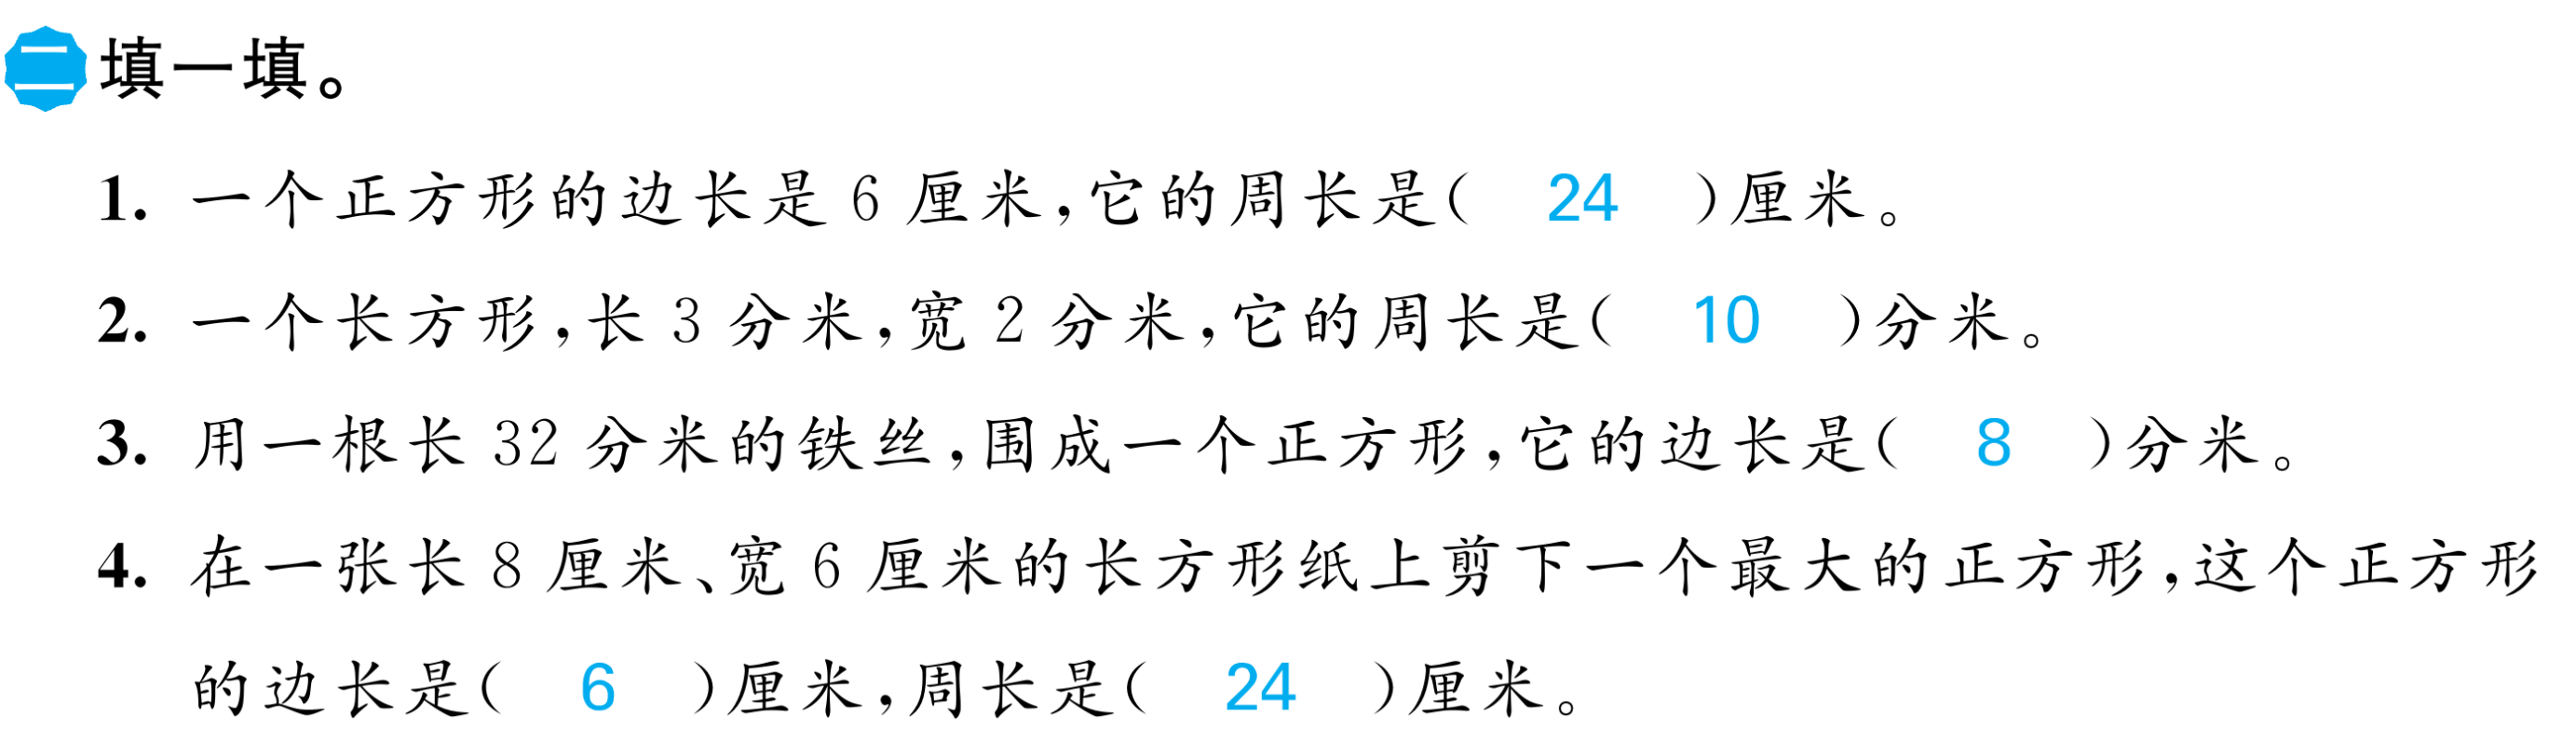 二 填一填。
1. 一个正方形的边长是 6 厘米,它的周长是( 24 )厘米。
2. 一个长方形,长 3 分米,宽 2 分米,它的周长是( 10 )分米。
3. 用一根长 32 分米的铁丝,围成一个正方形,它的边长是( 8 )分米。
4. 在一张长 8 厘米、宽 6 厘米的长方形纸上剪下一个最大的正方形,这个正方形
的边长是( 6 )厘米,周长是( 24 )厘米。